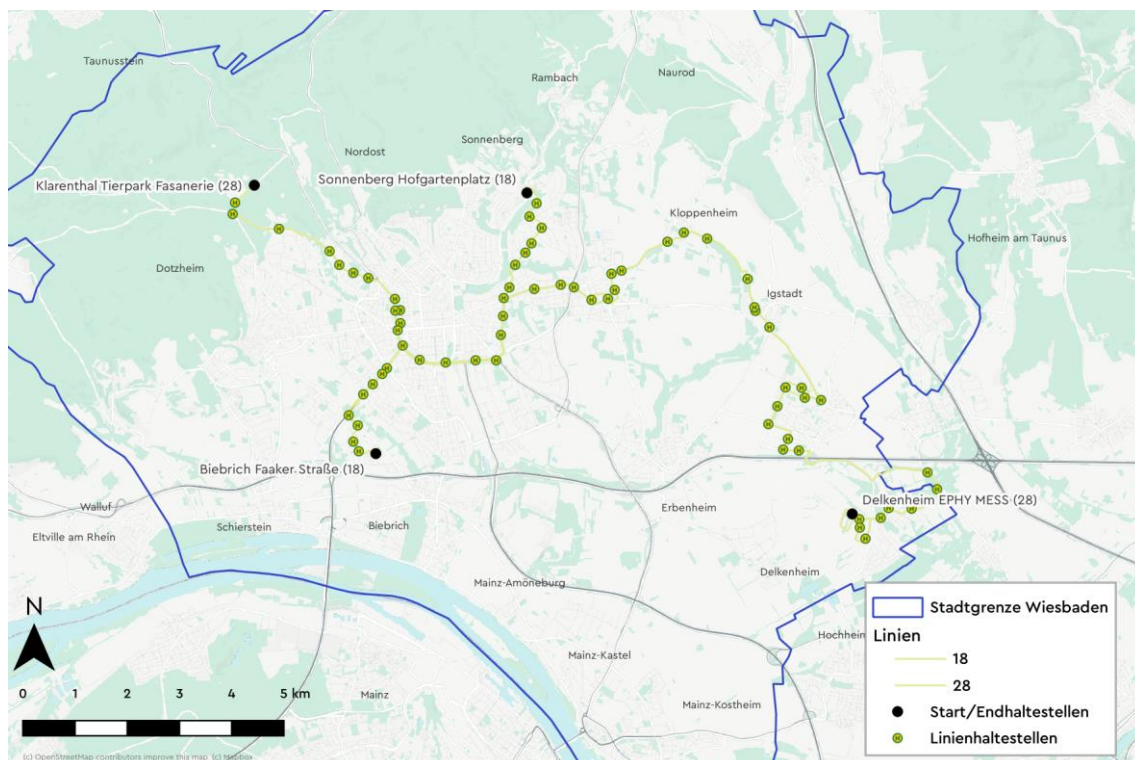 Taunusstein
Rambach
Naurod
Nordost
Sonnenberg
Klarenthal Tierpark Fasanerie (28)
Sonnenberg Hofgartenplatz (18)
Kloppenheim
Hofheim am Taunus
Dotzheim
Igstadt
Biebrich Faaker Straße (18)
Delkenheim EPHY MESS (28)
Walluf
Erbenheim
Schierstein
Biebrich
Eltville am Rhein
Delkenheim
Mainz-Amöneburg
Hochheim
Mainz-Kastel
Mainz
Mainz-Kostheim
N
0 1 2 3 4 5 km
Stadtgrenze Wiesbaden
Linien
18
28
Start/Endhaltestellen
H Linienhaltestellen
(c) OpenStreetMap contributors improve this map (c) Mapbox